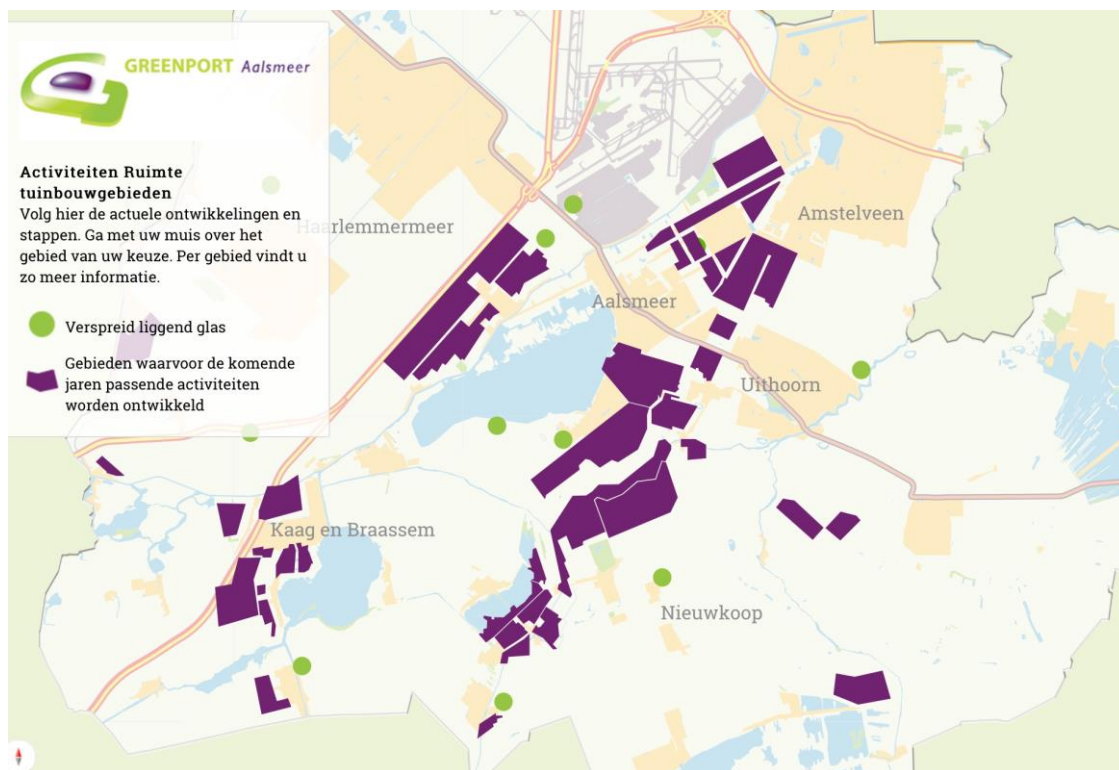 GREENPORT Aalsmeer
Activiteiten Ruimte
tuinbouwgebieden
Volg hier de actuele ontwikkelingen en
stappen. Ga met uw muis over het
gebied van uw keuze. Per gebied vindt u
zo meer informatie.
Verspreid liggend glas
Gebieden waarvoor de komende
jaren passende activiteiten
worden ontwikkeld
Haarlemmermeer
Amstelveen
Aalsmeer
Uithoorn
Kaag en Braassem
Nieuwkoop